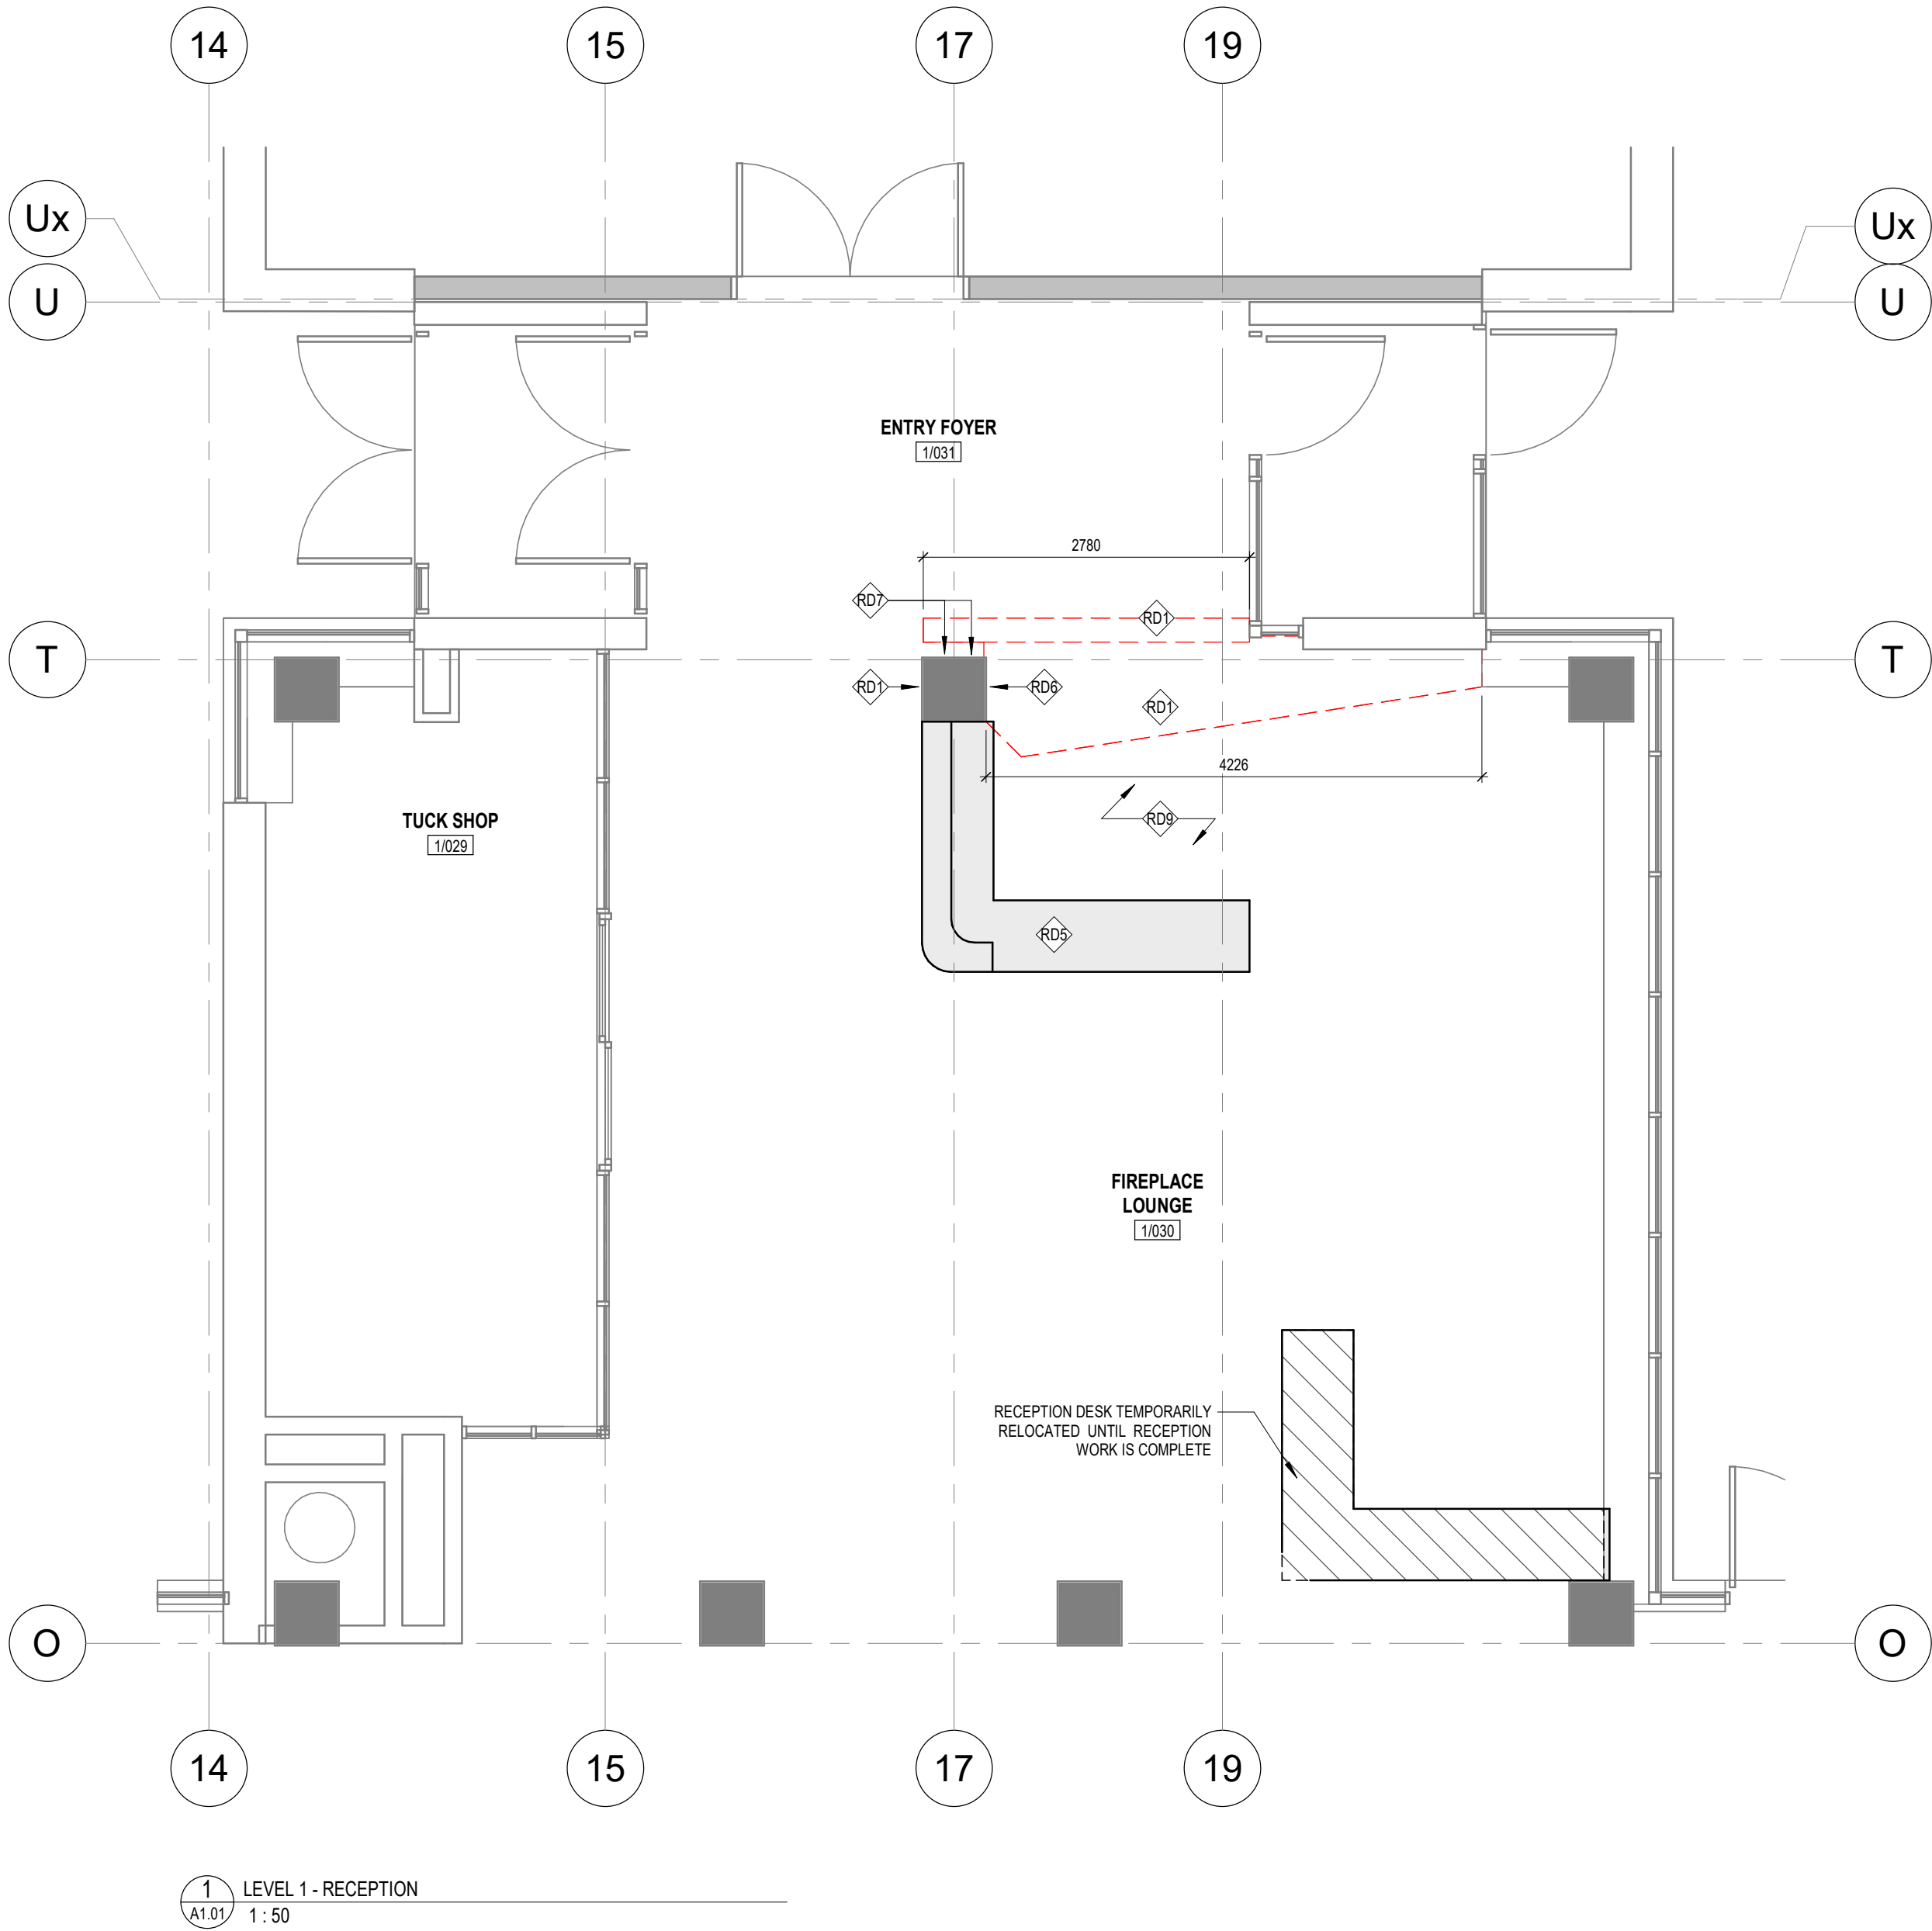 14
15
17
19
Ux
Ux
U
U
ENTRY FOYER
1/031
2780
RD7
RD1
T
T
RD1
RD6
RD1
4226
TUCK SHOP
1/029
RD9
RD5
FIREPLACE
LOUNGE
1/030
RECEPTION DESK TEMPORARILY
RELOCATED UNTIL RECEPTION
WORK IS COMPLETE
O
O
14
15
17
19
1
A1.01
LEVEL 1 - RECEPTION
1 : 50